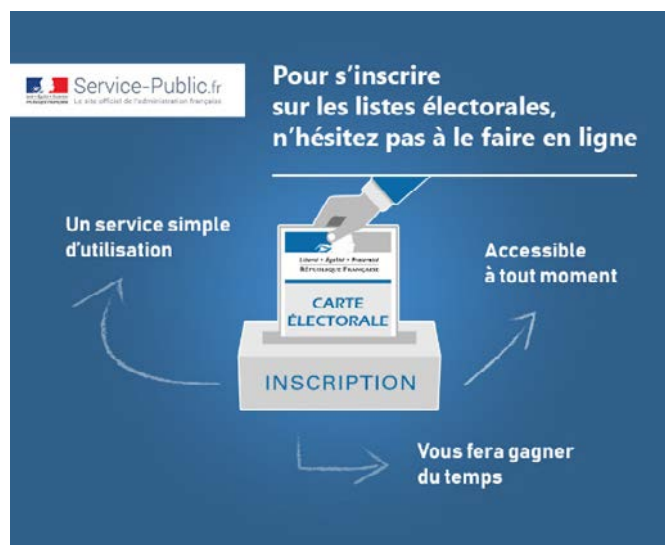 Service-Public.fr
Le site officiel de l'administration française
Pour s'inscrire
sur les listes électorales,
n'hésitez pas à le faire en ligne
Un service simple
d'utilisation
Accessible
à tout moment
Liberté • Égalité • Fraternité
RÉPUBLIQUE FRANÇAISE
CARTE
ÉLECTORALE
INSCRIPTION
Vous fera gagner
du temps